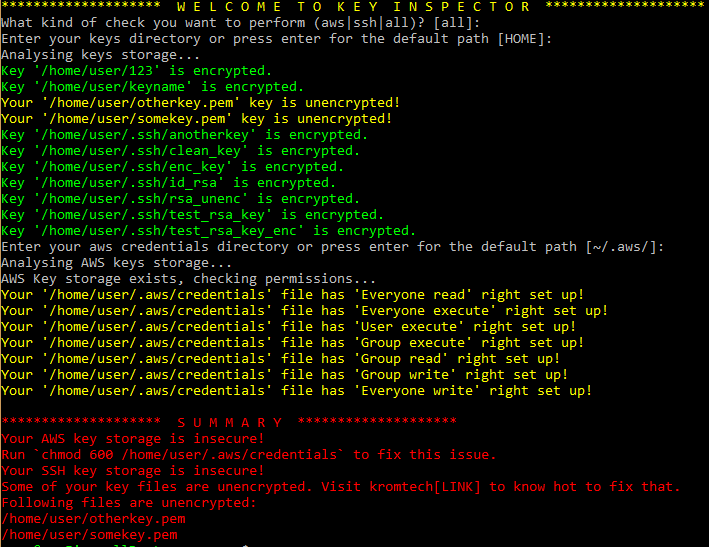 ******************** W E L C O M E T O K E Y I N S P E C T O R ********************
What kind of check you want to perform (aws|ssh|all)? [all]:
Enter your keys directory or press enter for the default path [HOME]:
Analysing keys storage...
Key '/home/user/123' is encrypted.
Key '/home/user/keyname' is encrypted.
Your '/home/user/otherkey.pem' key is unencrypted!
Your '/home/user/somekey.pem' key is unencrypted!
Key '/home/user/.ssh/anotherkey' is encrypted.
Key '/home/user/.ssh/clean_key' is encrypted.
Key '/home/user/.ssh/enc_key' is encrypted.
Key '/home/user/.ssh/id_rsa' is encrypted.
Key '/home/user/.ssh/rsa_unenc' is encrypted.
Key '/home/user/.ssh/test_rsa_key' is encrypted.
Key '/home/user/.ssh/test_rsa_key_enc' is encrypted.
Enter your aws credentials directory or press enter for the default path [~/.aws/]:
Analysing AWS keys storage...
AWS Key storage exists, checking permissions...
Your '/home/user/.aws/credentials' file has 'Everyone read' right set up!
Your '/home/user/.aws/credentials' file has 'Everyone execute' right set up!
Your '/home/user/.aws/credentials' file has 'User execute' right set up!
Your '/home/user/.aws/credentials' file has 'Group execute' right set up!
Your '/home/user/.aws/credentials' file has 'Group read' right set up!
Your '/home/user/.aws/credentials' file has 'Group write' right set up!
Your '/home/user/.aws/credentials' file has 'Everyone write' right set up!
******************** S U M M A R Y ********************
Your AWS key storage is insecure!
Run `chmod 600 /home/user/.aws/credentials` to fix this issue.
Your SSH key storage is insecure!
Some of your key files are unencrypted. Visit kromtech[LINK] to know hot to fix that.
Following files are unencrypted:
/home/user/otherkey.pem
/home/user/somekey.pem